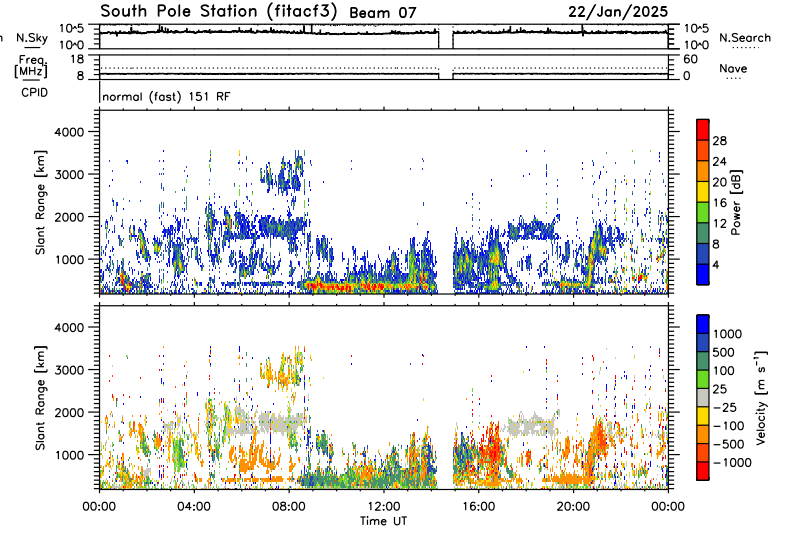 South Pole Station (fitacf3) Beam 07 22/Jan/2025
n N.Sky 10^5 10^0 10^5 10^0 N.Search
Freq. [MHz] 18 8 60 0 Nave
CPID normal (fast) 151 RF
Slant Range [km]
4000
3000
2000
1000
28
24
20
16
12
8
4
Power [dB]
Slant Range [km]
4000
3000
2000
1000
1000
500
100
25
-25
-100
-500
-1000
Velocity [m s⁻¹]
00:00 04:00 08:00 12:00 16:00 20:00 00:00
Time UT